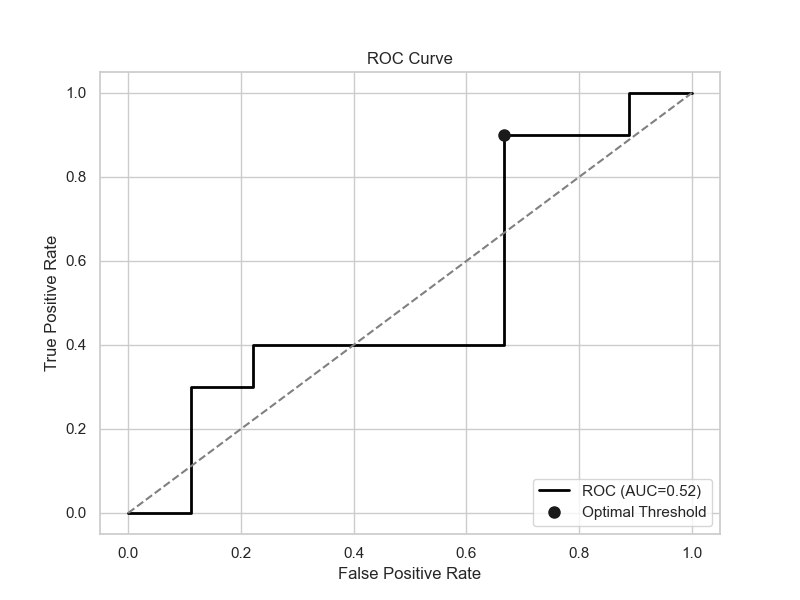 ROC Curve
True Positive Rate
1.0
0.8
0.6
0.4
0.2
0.0
ROC (AUC=0.52)
Optimal Threshold
0.0 0.2 0.4 0.6 0.8 1.0
False Positive Rate